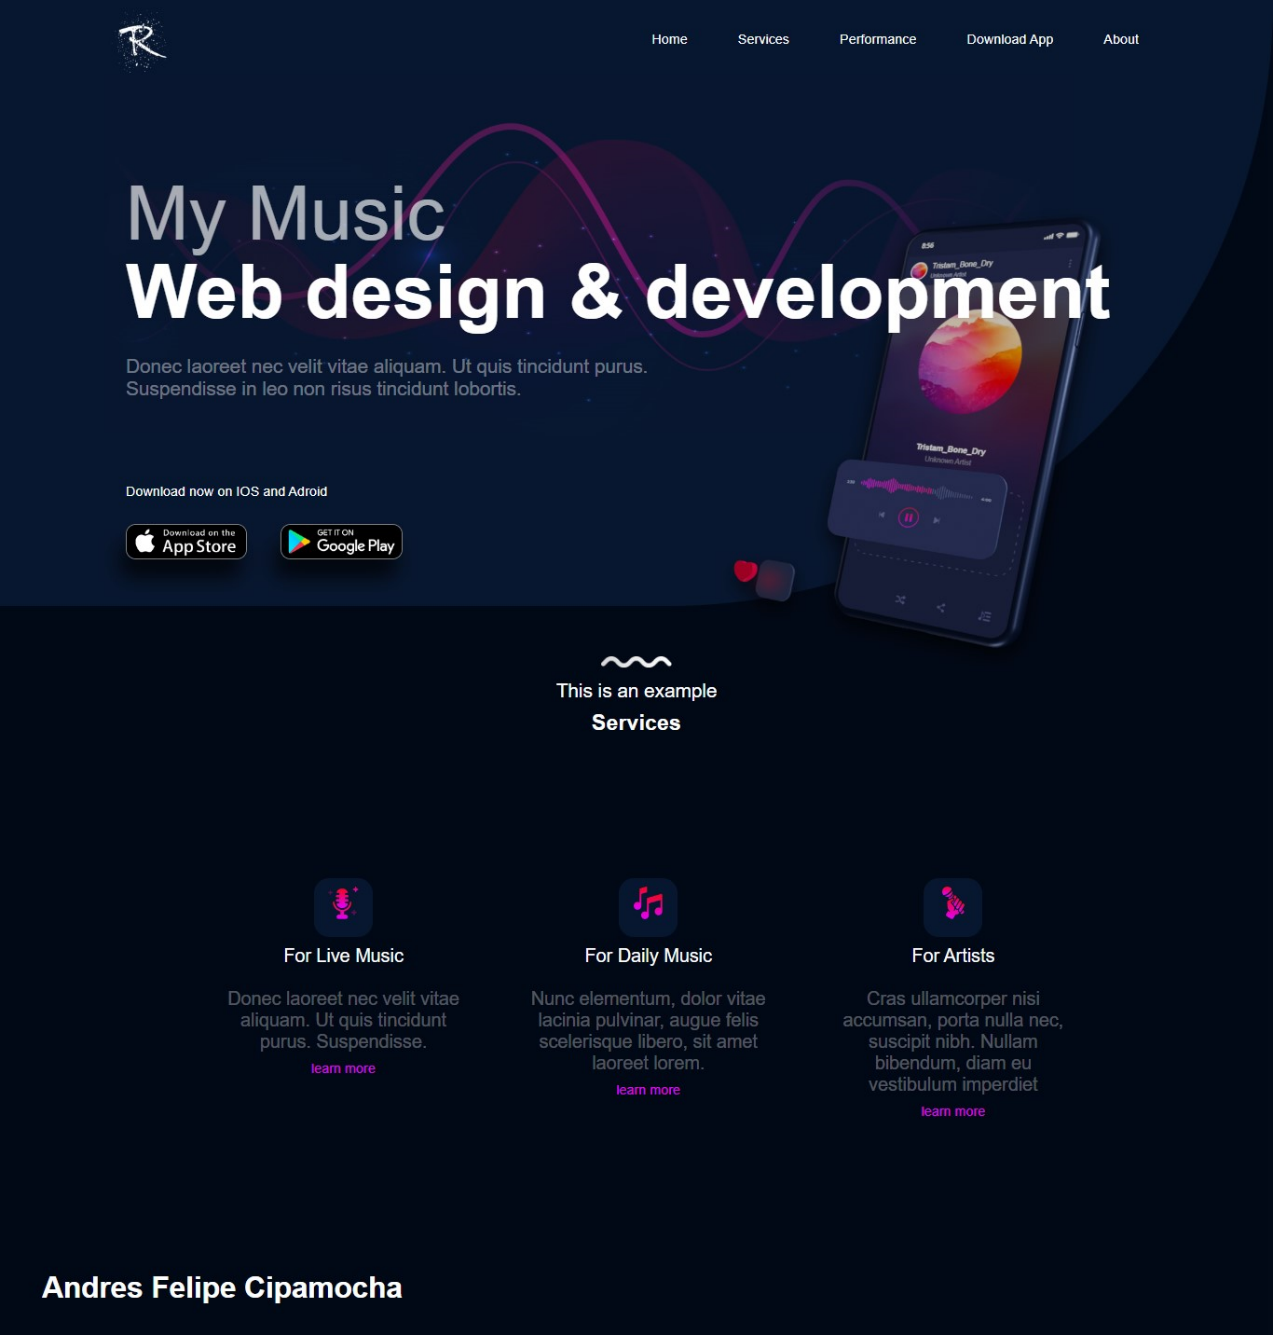 R
Home Services Performance Download App About
My Music
Web design & development
8:56
Tristam_Bone_Dry
Unknown Artist
Donec laoreet nec velit vitae aliquam. Ut quis tincidunt purus.
Suspendisse in leo non risus tincidunt lobortis.
Tristam_Bone_Dry
Unknown Artist
Download now on IOS and Adroid
Download on the
App Store
GET IT ON
Google Play
This is an example
Services
For Live Music
Donec laoreet nec velit vitae
aliquam. Ut quis tincidunt
purus. Suspendisse.
learn more
For Daily Music
Nunc elementum, dolor vitae
lacinia pulvinar, augue felis
scelerisque libero, sit amet
laoreet lorem.
learn more
For Artists
Cras ullamcorper nisi
accumsan, porta nulla nec,
suscipit nibh. Nullam
bibendum, diam eu
vestibulum imperdiet
learn more
Andres Felipe Cipamocha